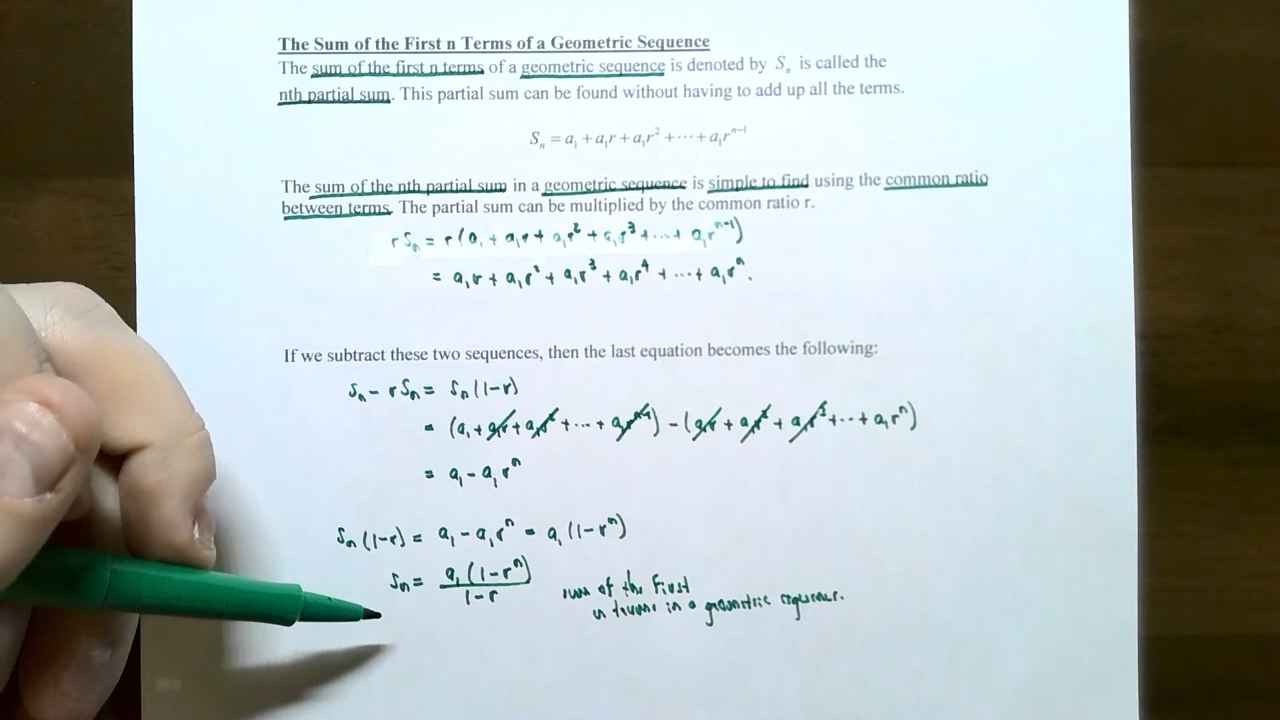 The Sum of the First n Terms of a Geometric Sequence
The sum of the first n terms of a geometric sequence is denoted by Sₙ is called the
nth partial sum. This partial sum can be found without having to add up all the terms.
Sₙ = a₁ + a₁r + a₁r² + ⋯ + a₁rⁿ⁻¹
The sum of the nth partial sum in a geometric sequence is simple to find using the common ratio
between terms. The partial sum can be multiplied by the common ratio r.
rSₙ = r(a₁ + a₁r + a₁r² + a₁r³ + ... + a₁rⁿ⁻¹)
= a₁r + a₁r² + a₁r³ + a₁r⁴ + ... + a₁rⁿ.
If we subtract these two sequences, then the last equation becomes the following:
Sₙ - rSₙ = Sₙ(1-r)
= (a₁ + a₁r + a₁r² + ... + a₁rⁿ⁻¹) - (a₁r + a₁r² + a₁r³ + ... + a₁rⁿ)
= a₁ - a₁rⁿ
Sₙ(1-r) = a₁ - a₁rⁿ = a₁(1-rⁿ)
Sₙ = a₁(1-rⁿ) / 1-r
sum of the first
n terms in a geometric sequence.